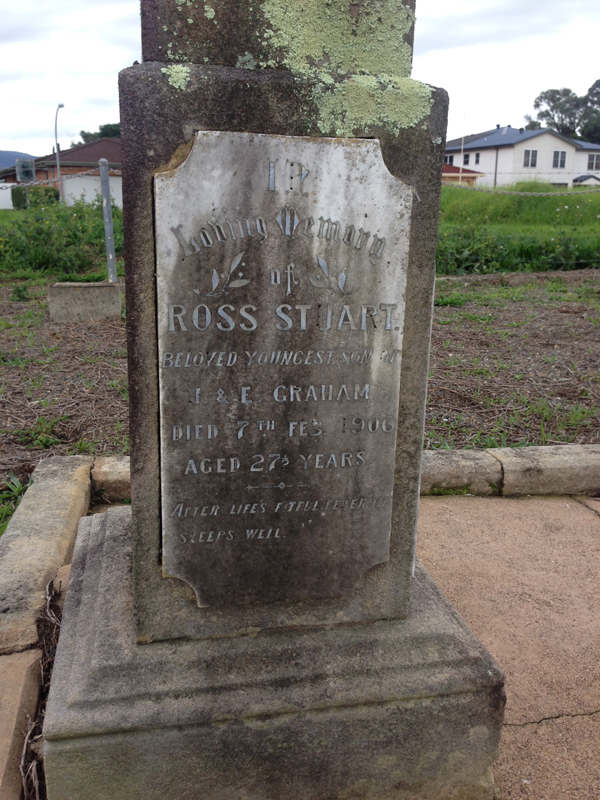 In
Loving Memory
of
ROSS STUART.
BELOVED YOUNGEST SON OF
J. & E. GRAHAM
DIED 7TH FEB. 1906
AGED 27½ YEARS
AFTER LIFE'S FITFUL FEVER HE
SLEEPS WELL.